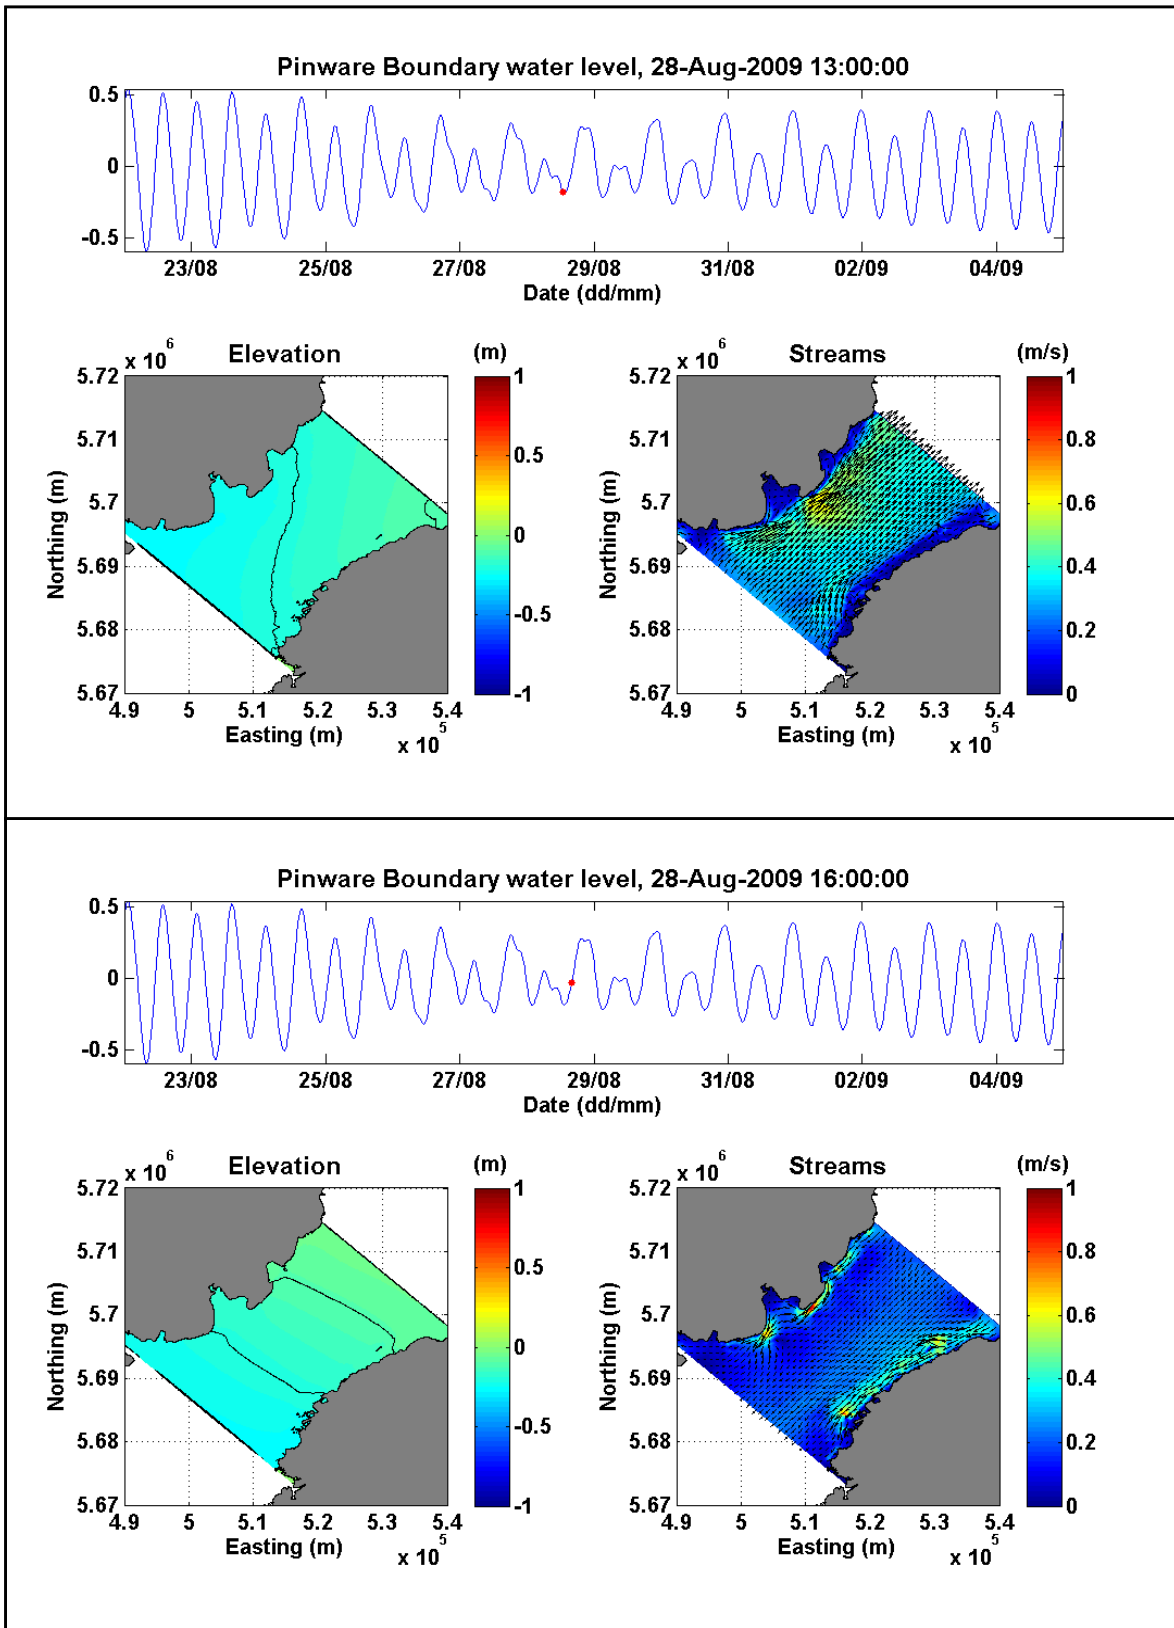 Pinware Boundary water level, 28-Aug-2009 13:00:00
0.5
0
-0.5
23/08 25/08 27/08 29/08 31/08 02/09 04/09
Date (dd/mm)
x 10^6 Elevation (m)
5.72
5.71
5.7
5.69
5.68
5.67
Northing (m)
4.9 5 5.1 5.2 5.3 5.4
Easting (m) x 10^5
1
0.5
0
-0.5
-1
x 10^6 Streams (m/s)
5.72
5.71
5.7
5.69
5.68
5.67
Northing (m)
4.9 5 5.1 5.2 5.3 5.4
Easting (m) x 10^5
1
0.8
0.6
0.4
0.2
0
Pinware Boundary water level, 28-Aug-2009 16:00:00
0.5
0
-0.5
23/08 25/08 27/08 29/08 31/08 02/09 04/09
Date (dd/mm)
x 10^6 Elevation (m)
5.72
5.71
5.7
5.69
5.68
5.67
Northing (m)
4.9 5 5.1 5.2 5.3 5.4
Easting (m) x 10^5
1
0.5
0
-0.5
-1
x 10^6 Streams (m/s)
5.72
5.71
5.7
5.69
5.68
5.67
Northing (m)
4.9 5 5.1 5.2 5.3 5.4
Easting (m) x 10^5
1
0.8
0.6
0.4
0.2
0